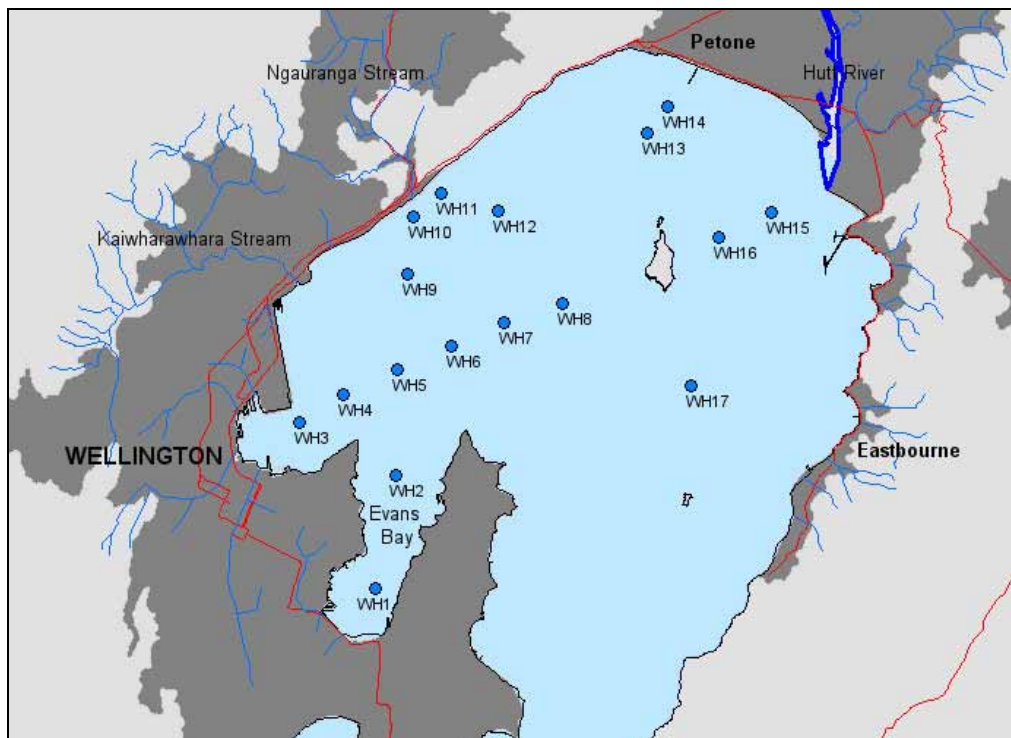 Petone
Ngauranga Stream
Hutt River
WH14
WH13
WH11
WH10
WH12
WH15
Kaiwharawhara Stream
WH16
WH9
WH8
WH7
WH6
WH5
WH17
WH4
WH3
WELLINGTON
Eastbourne
WH2
Evans
Bay
WH1